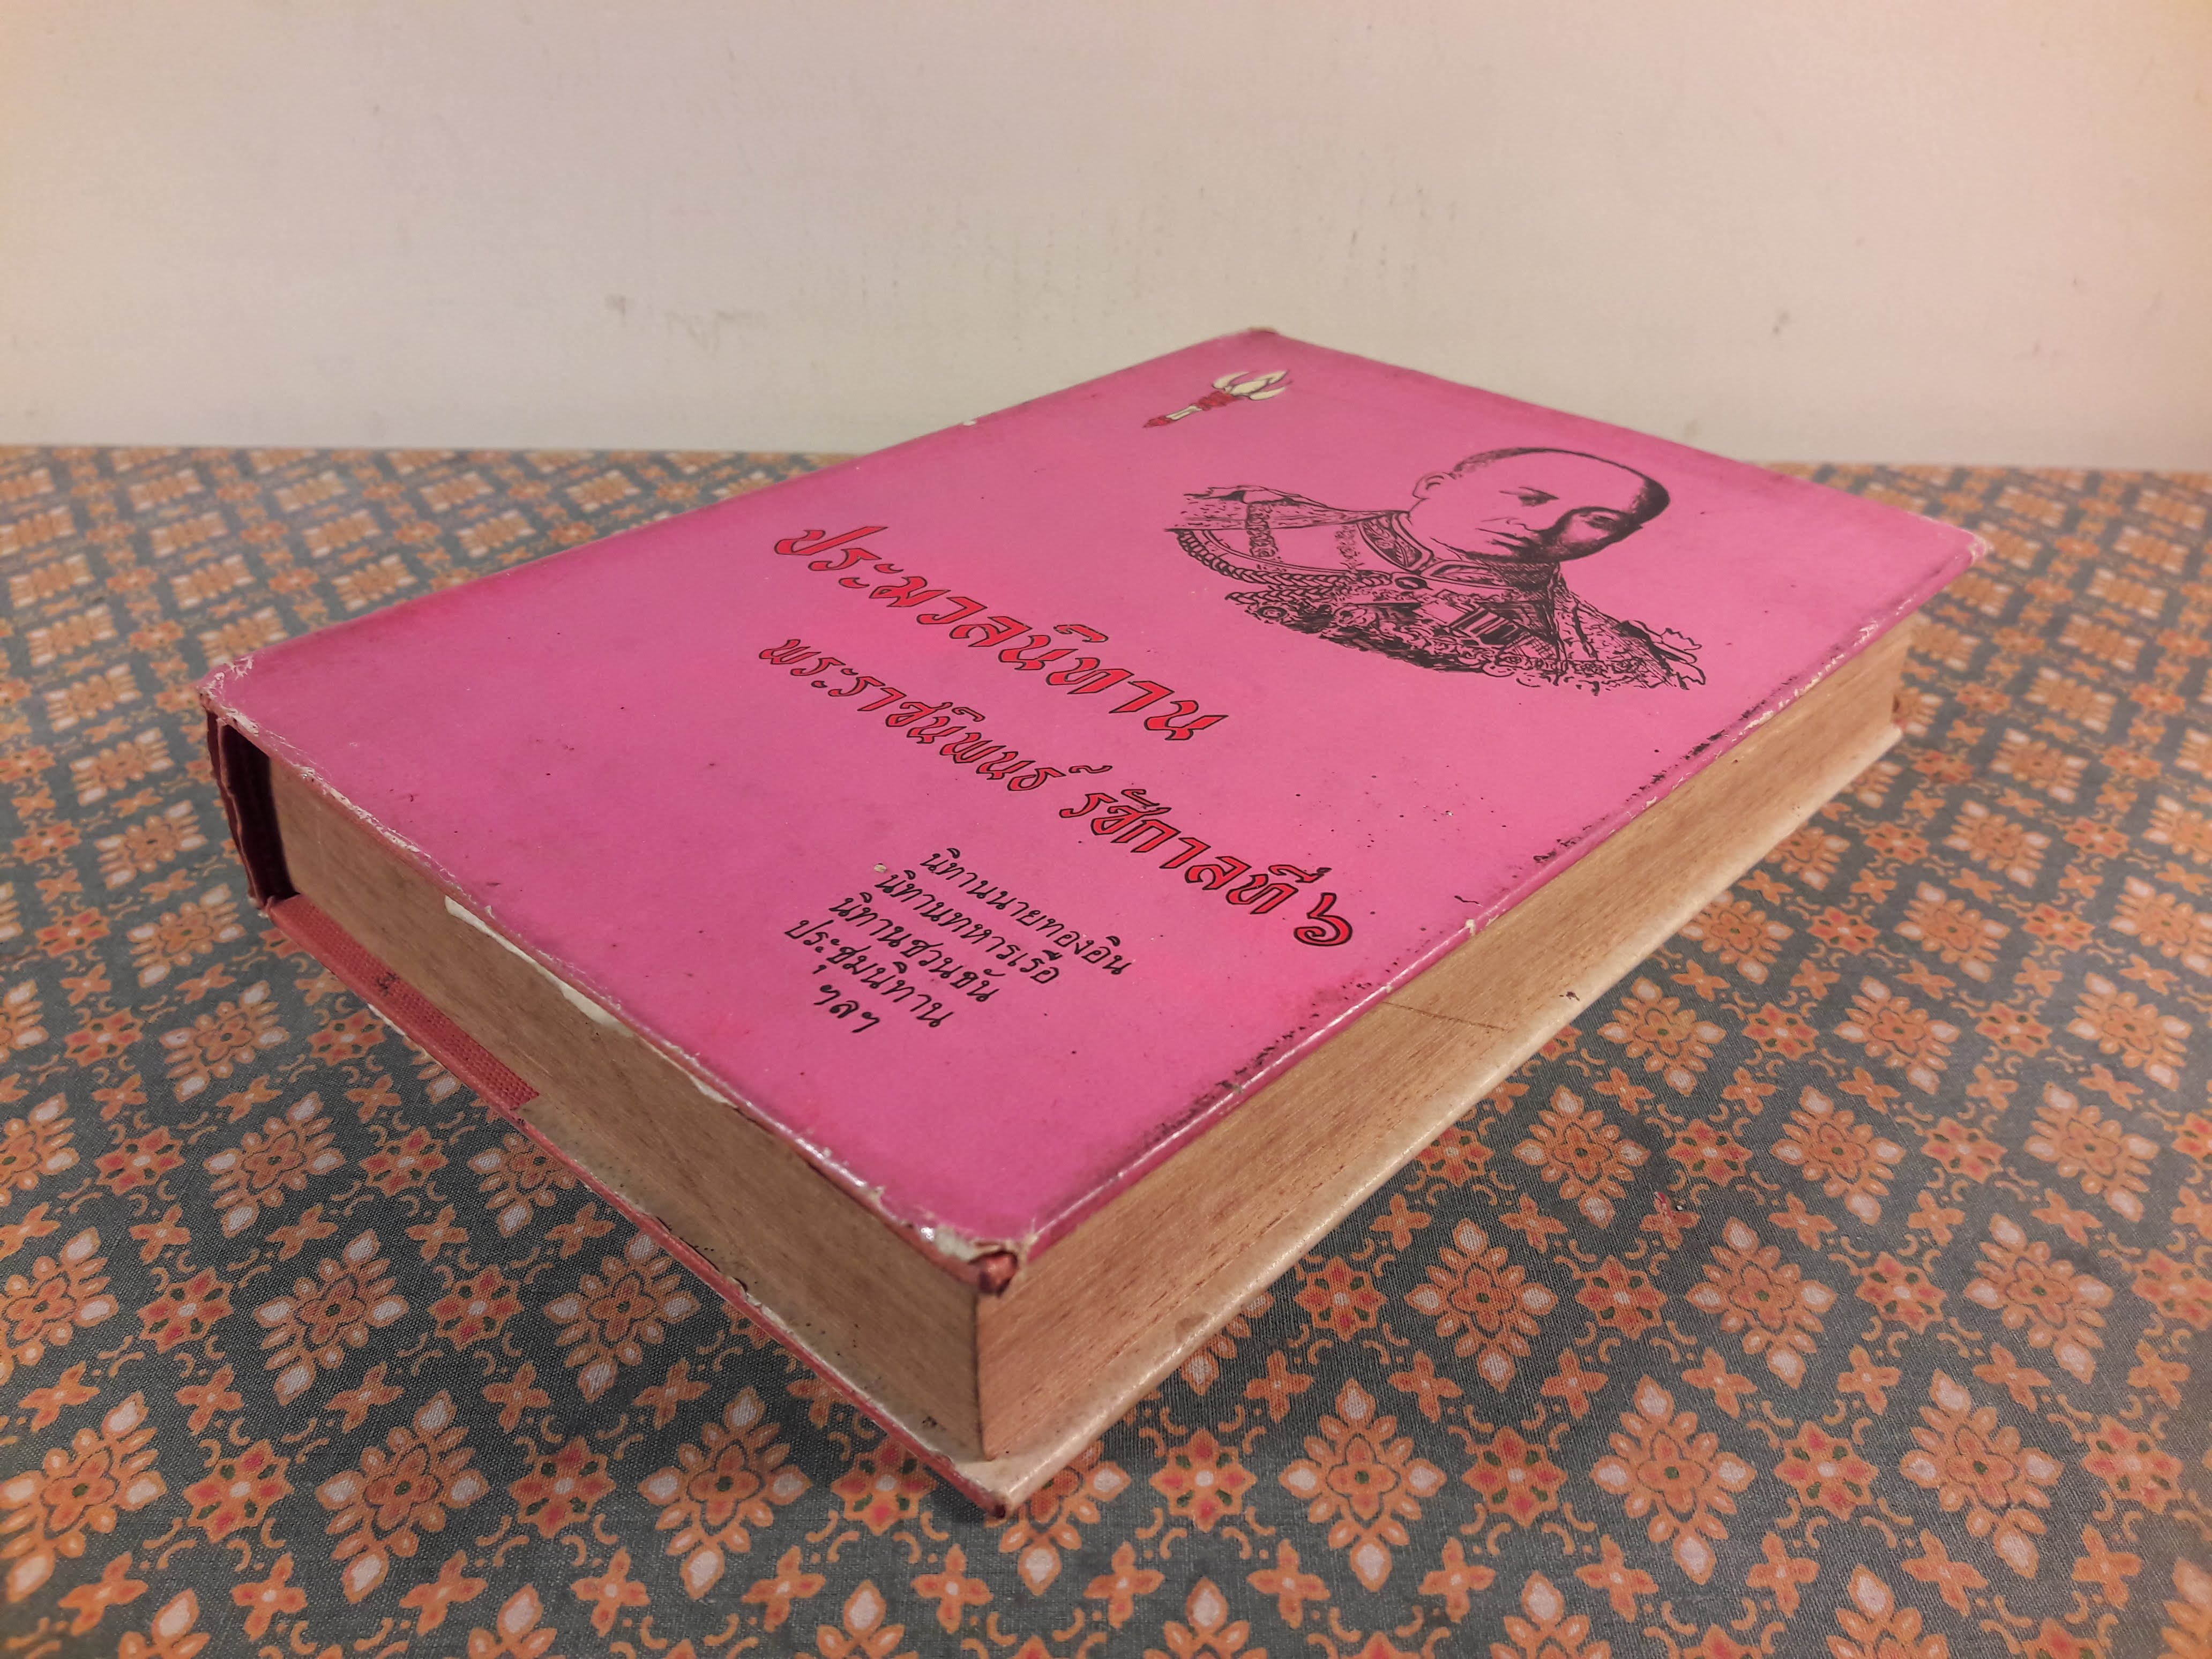 ประมวลนิทาน
พระราชนิพนธ์ รัชกาลที่ ๖
นิทานนายทองอิน
นิทานทหารเรือ
นิทานชวนขัน
ประชุมนิทาน
ฯลฯ